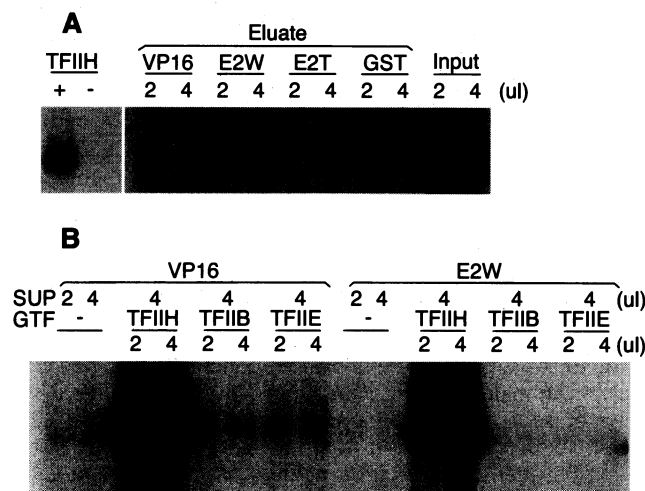 A
Eluate
TFIIH VP16 E2W E2T GST Input
+ - 2 4 2 4 2 4 2 4 2 4 (ul)
B
VP16 E2W
SUP 2 4 4 4 4 2 4 4 4 4 (ul)
GTF - TFIIH TFIIB TFIIE - TFIIH TFIIB TFIIE
2 4 2 4 2 4 2 4 2 4 2 4 (ul)